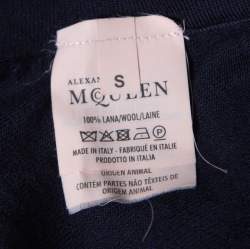 ALEXA
S
McQUEEN
100% LANA/WOOL/LAINE
MADE IN ITALY - FABRIQUÉ EN ITALIE
PRODOTTO IN ITALIA
ORIGEN ANIMAL
CONTÉM PARTES NÃO TÊXTEIS DE
ORIGEM ANIMAL